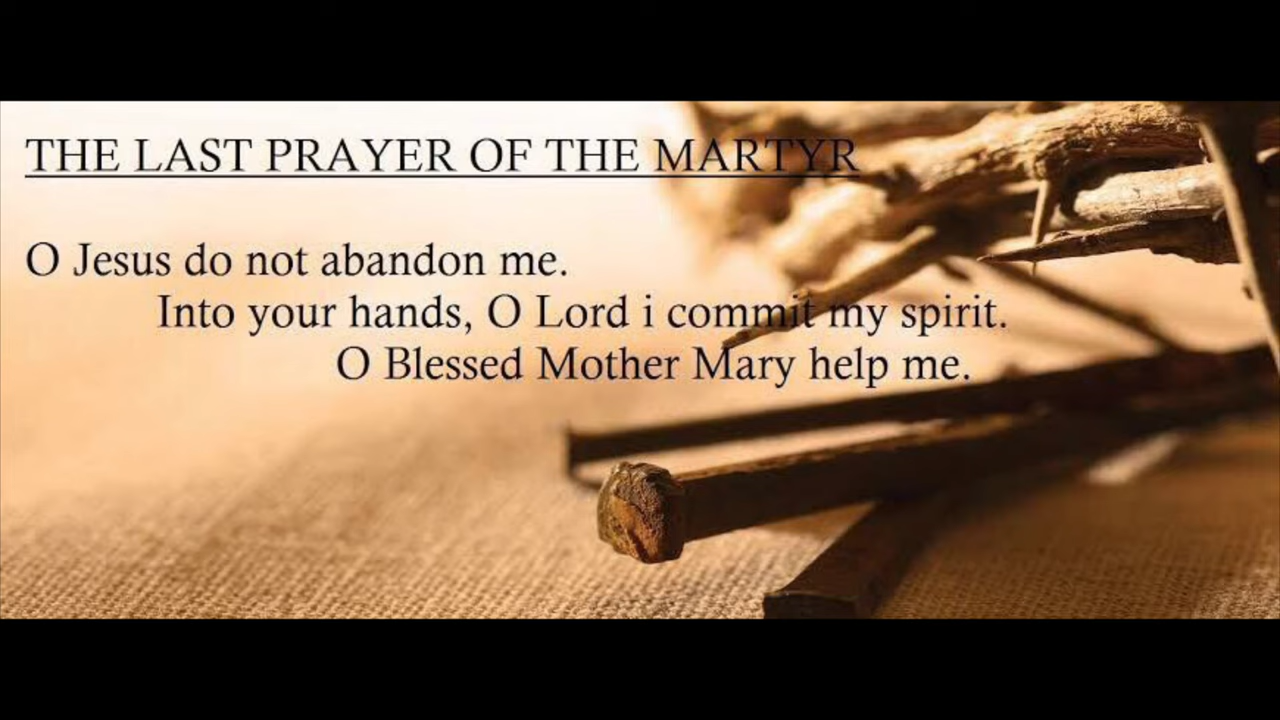 THE LAST PRAYER OF THE MARTYR
O Jesus do not abandon me.
Into your hands, O Lord i commit my spirit.
O Blessed Mother Mary help me.